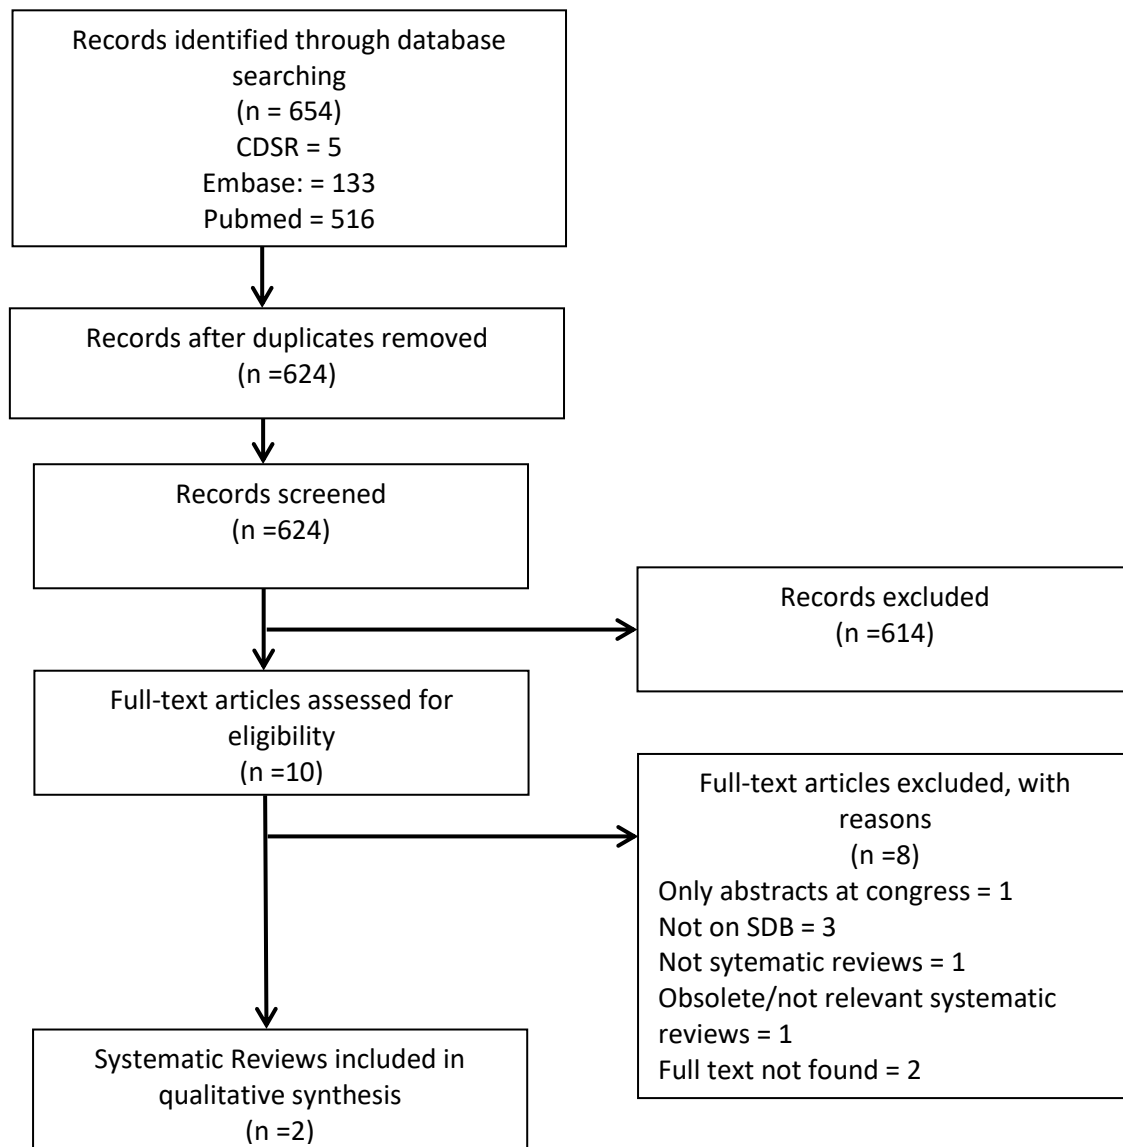 Records identified through database
searching
(n = 654)
CDSR = 5
Embase: = 133
Pubmed = 516
Records after duplicates removed
(n =624)
Records screened
(n =624)
Records excluded
(n =614)
Full-text articles assessed for
eligibility
(n =10)
Full-text articles excluded, with
reasons
(n =8)
Only abstracts at congress = 1
Not on SDB = 3
Not sytematic reviews = 1
Obsolete/not relevant systematic
reviews = 1
Full text not found = 2
Systematic Reviews included in
qualitative synthesis
(n =2)